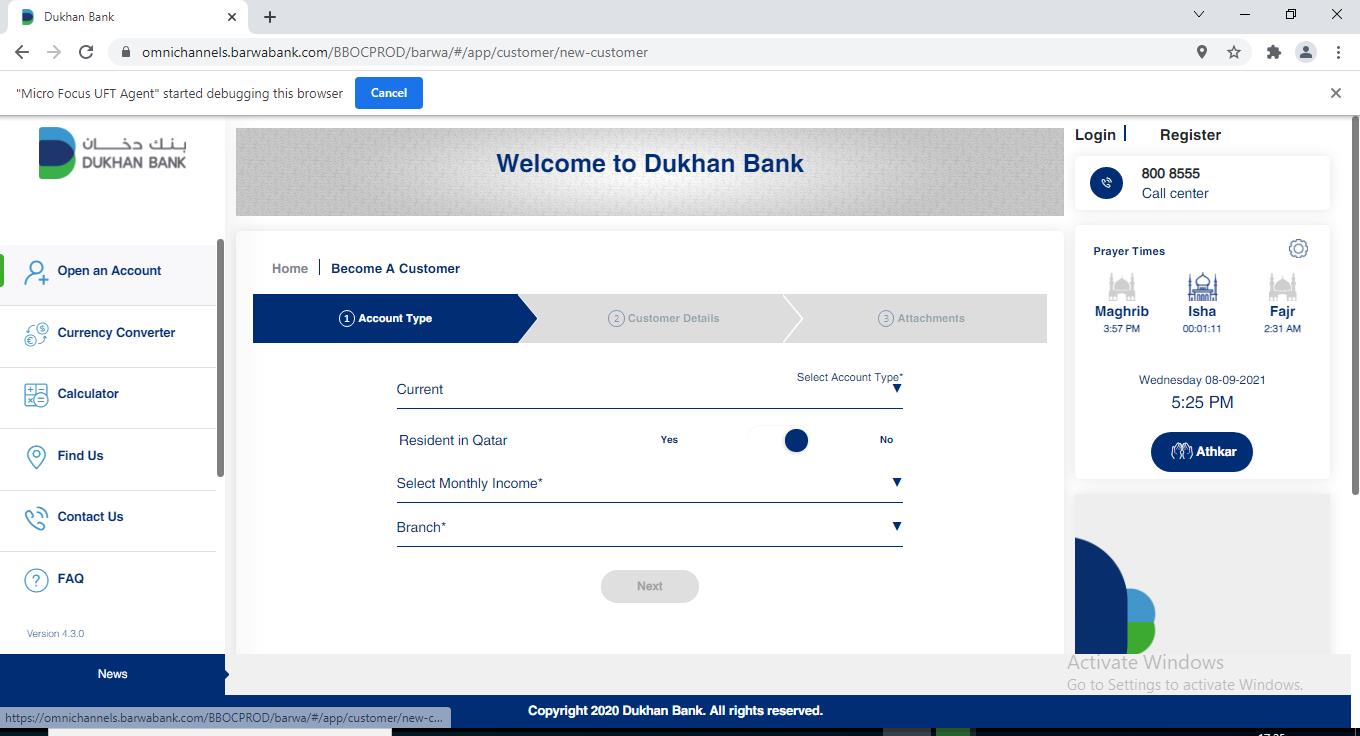 Dukhan Bank
omnichannels.barwabank.com/BBOCPROD/barwa/#/app/customer/new-customer
"Micro Focus UFT Agent" started debugging this browser
Cancel
بنك دخان
DUKHAN BANK
Open an Account
Currency Converter
Calculator
Find Us
Contact Us
FAQ
Version 4.3.0
News
Welcome to Dukhan Bank
Home
Become A Customer
1 Account Type
2 Customer Details
3 Attachments
Select Account Type*
Current
Resident in Qatar Yes No
Select Monthly Income*
Branch*
Next
Login
Register
800 8555
Call center
Prayer Times
Maghrib Isha Fajr
3:57 PM 00:01:11 2:31 AM
Wednesday 08-09-2021
5:25 PM
Athkar
Activate Windows
Go to Settings to activate Windows.
Copyright 2020 Dukhan Bank. All rights reserved.
https://omnichannels.barwabank.com/BBOCPROD/barwa/#/app/customer/new-c...